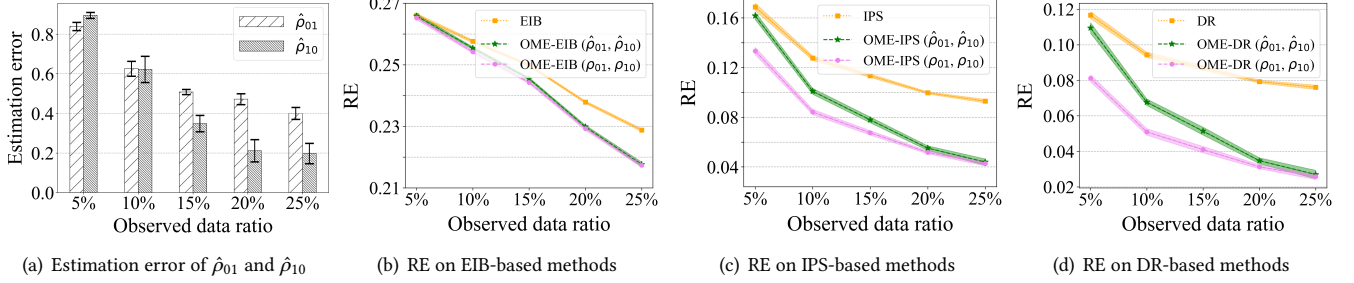 Estimation error
0.8
0.6
0.4
0.2
0.0
5% 10% 15% 20% 25%
Observed data ratio
ρ̂₀₁
ρ̂₁₀
(a) Estimation error of ρ̂₀₁ and ρ̂₁₀
RE
0.27
0.25
0.23
0.21
5% 10% 15% 20% 25%
Observed data ratio
EIB
OME-EIB (ρ̂₀₁, ρ̂₁₀)
OME-EIB (ρ₀₁, ρ₁₀)
(b) RE on EIB-based methods
RE
0.16
0.12
0.08
0.04
5% 10% 15% 20% 25%
Observed data ratio
IPS
OME-IPS (ρ̂₀₁, ρ̂₁₀)
OME-IPS (ρ₀₁, ρ₁₀)
(c) RE on IPS-based methods
RE
0.12
0.10
0.08
0.06
0.04
0.02
5% 10% 15% 20% 25%
Observed data ratio
DR
OME-DR (ρ̂₀₁, ρ̂₁₀)
OME-DR (ρ₀₁, ρ₁₀)
(d) RE on DR-based methods